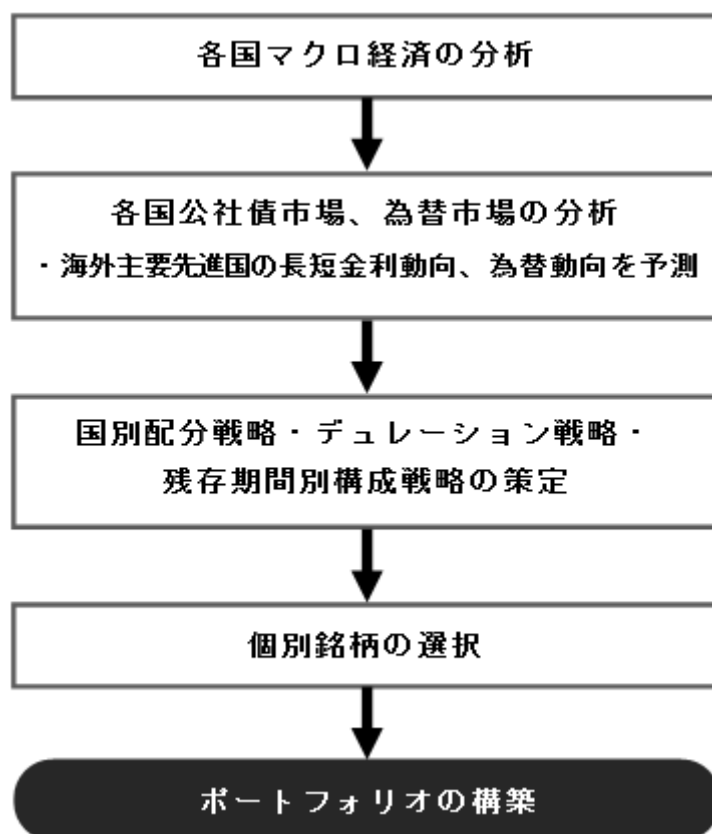 各国マクロ経済の分析
各国公社債市場、為替市場の分析
・海外主要先進国の長短金利動向、為替動向を予測
国別配分戦略・デュレーション戦略・
残存期間別構成戦略の策定
個別銘柄の選択
ポートフォリオの構築